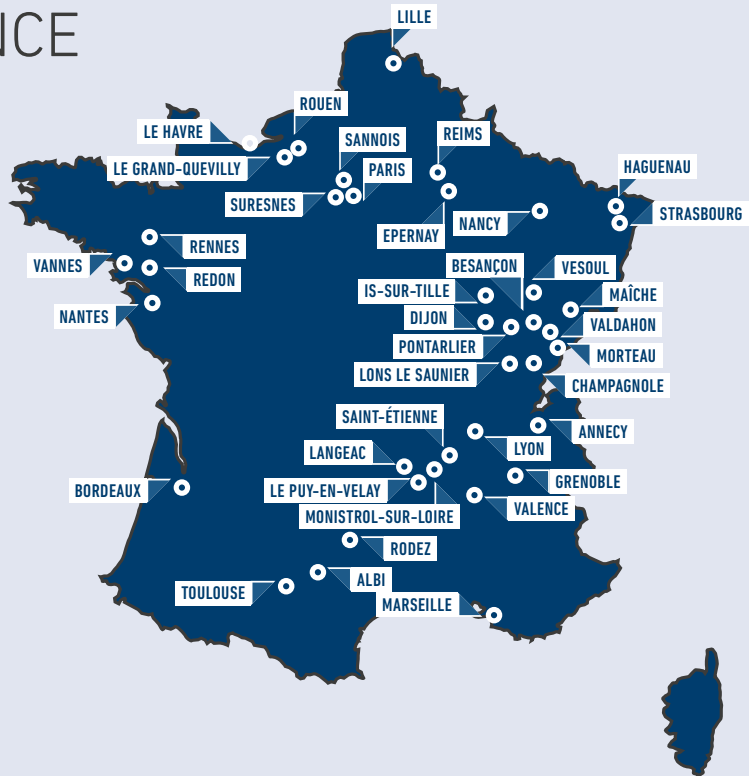 NCE
LILLE
ROUEN
LE HAVRE
SANNOIS
REIMS
LE GRAND-QUEVILLY
PARIS
HAGUENAU
SURESNES
STRASBOURG
NANCY
EPERNAY
RENNES
VANNES
BESANÇON
VESOUL
REDON
IS-SUR-TILLE
MAÎCHE
NANTES
DIJON
VALDAHON
PONTARLIER
MORTEAU
LONS LE SAUNIER
CHAMPAGNOLE
SAINT-ÉTIENNE
ANNECY
LYON
LANGEAC
GRENOBLE
BORDEAUX
LE PUY-EN-VELAY
VALENCE
MONISTROL-SUR-LOIRE
RODEZ
ALBI
TOULOUSE
MARSEILLE